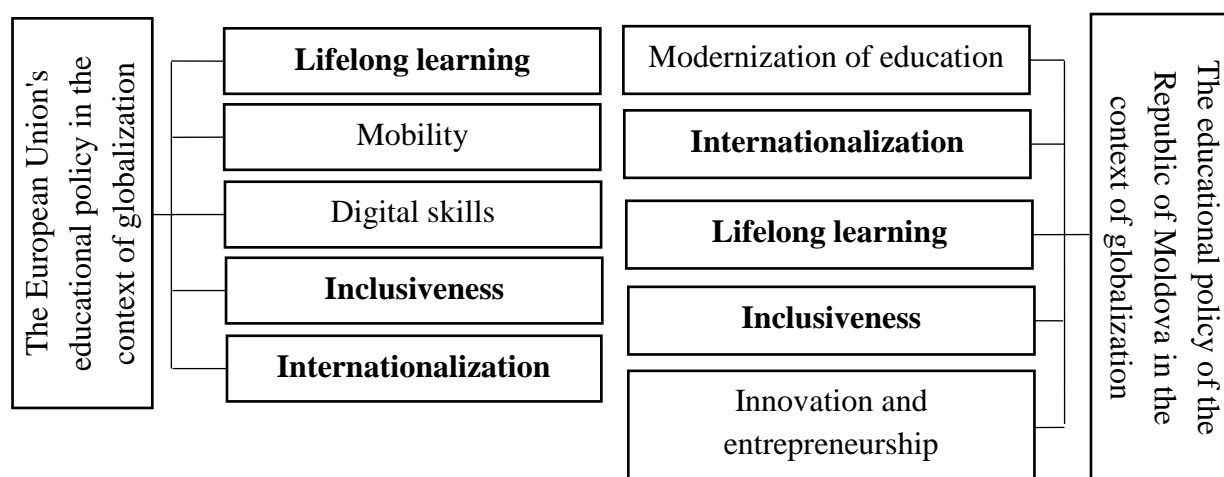 The European Union's
educational policy in the
context of globalization
Lifelong learning
Mobility
Digital skills
Inclusiveness
Internationalization
Modernization of education
Internationalization
Lifelong learning
Inclusiveness
Innovation and
entrepreneurship
The educational policy of the
Republic of Moldova in the
context of globalization